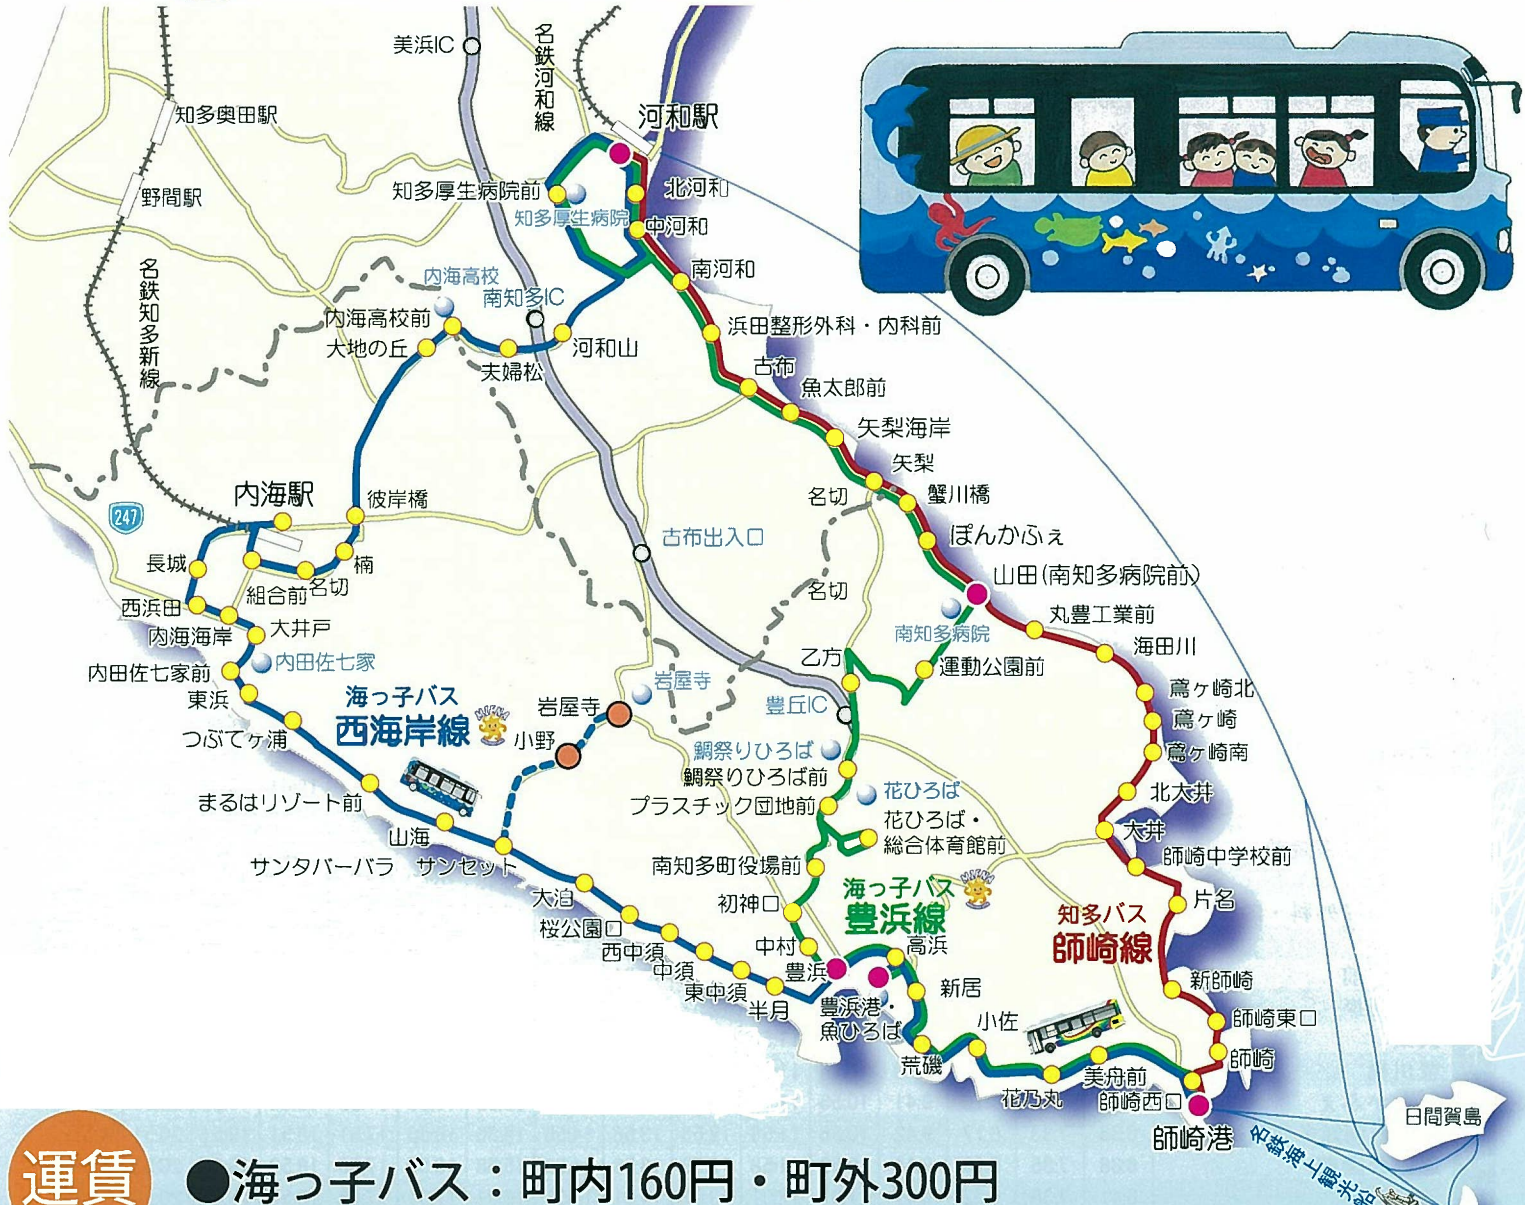 美浜IC
名鉄河和線
河和駅
知多奥田駅
野間駅
知多厚生病院前
知多厚生病院
北河和
中河和
南河和
名鉄知多新線
内海高校
南知多IC
内海高校前
大地の丘
夫婦松
河和山
浜田整形外科・内科前
古布
魚太郎前
矢梨海岸
矢梨
名切
蟹川橋
ぽんかふぇ
内海駅
彼岸橋
247
古布出入口
長城
楠
名切
組合前
西浜田
内海海岸
大井戸
内田佐七家
内田佐七家前
東浜
つぶてヶ浦
名切
山田(南知多病院前)
南知多病院
丸豊工業前
海田川
乙方
運動公園前
豊丘IC
鳶ヶ崎北
鳶ヶ崎
鳶ヶ崎南
海っ子バス
西海岸線
岩屋寺
岩屋寺
小野
鯛祭りひろば
鯛祭りひろば前
プラスチック団地前
花ひろば
花ひろば・
総合体育館前
北大井
大井
まるはリゾート前
山海
サンタバーバラ
サンセット
南知多町役場前
師崎中学校前
大泊
桜公園口
初神口
海っ子バス
豊浜線
知多バス
師崎線
片名
西中須
中須
東中須
半月
中村
豊浜
高浜
豊浜港・
魚ひろば
新居
新師崎
荒磯
小佐
師崎東口
師崎
花乃丸
美舟前
師崎西口
師崎港
日間賀島
名鉄海上観光船
運賃
●海っ子バス：町内160円・町外300円